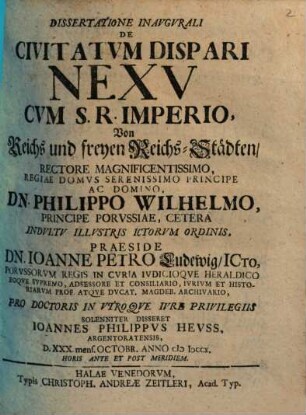 2
DISSERTATIONE INAVGVRALI
DE
CIVITATVM DISPARI
NEXV
CVM S. R. IMPERIO,
Von
Reichs und freyen Reichs-Städten/
RECTORE MAGNIFICENTISSIMO,
REGIAE DOMVS SERENISSIMO PRINCIPE
AC DOMINO,
DN. PHILIPPO WILHELMO,
PRINCIPE PORVSSIAE, CETERA
INDVLTV ILLVSTRIS ICTORVM ORDINIS,
PRAESIDE
DN. IOANNE PETRO Ludewig/ ICTO,
PORVSSORVM REGIS IN CVRIA IVDICIOQVE HERALDICO
EOQVE SVPREMO, ADSESSORE ET CONSILIARIO, IVRIVM ET HISTO-
RIARVM PROF. ATQVE DVCAT. MAGDEB. ARCHIVARIO,
PRO DOCTORIS IN VTROQVE IVRE PRIVILEGIIS
SOLENNITER DISSERET
IOANNES PHILIPPVS HEVSS,
ARGENTORATENSIS,
D. XXX. mens. OCTOBR. ANNO
HORIS ANTE ET POST MERIDIEM.
HALAE VENEDORVM,
Typis CHRISTOPH. ANDREÆ ZEITLERI, Acad. Typ.